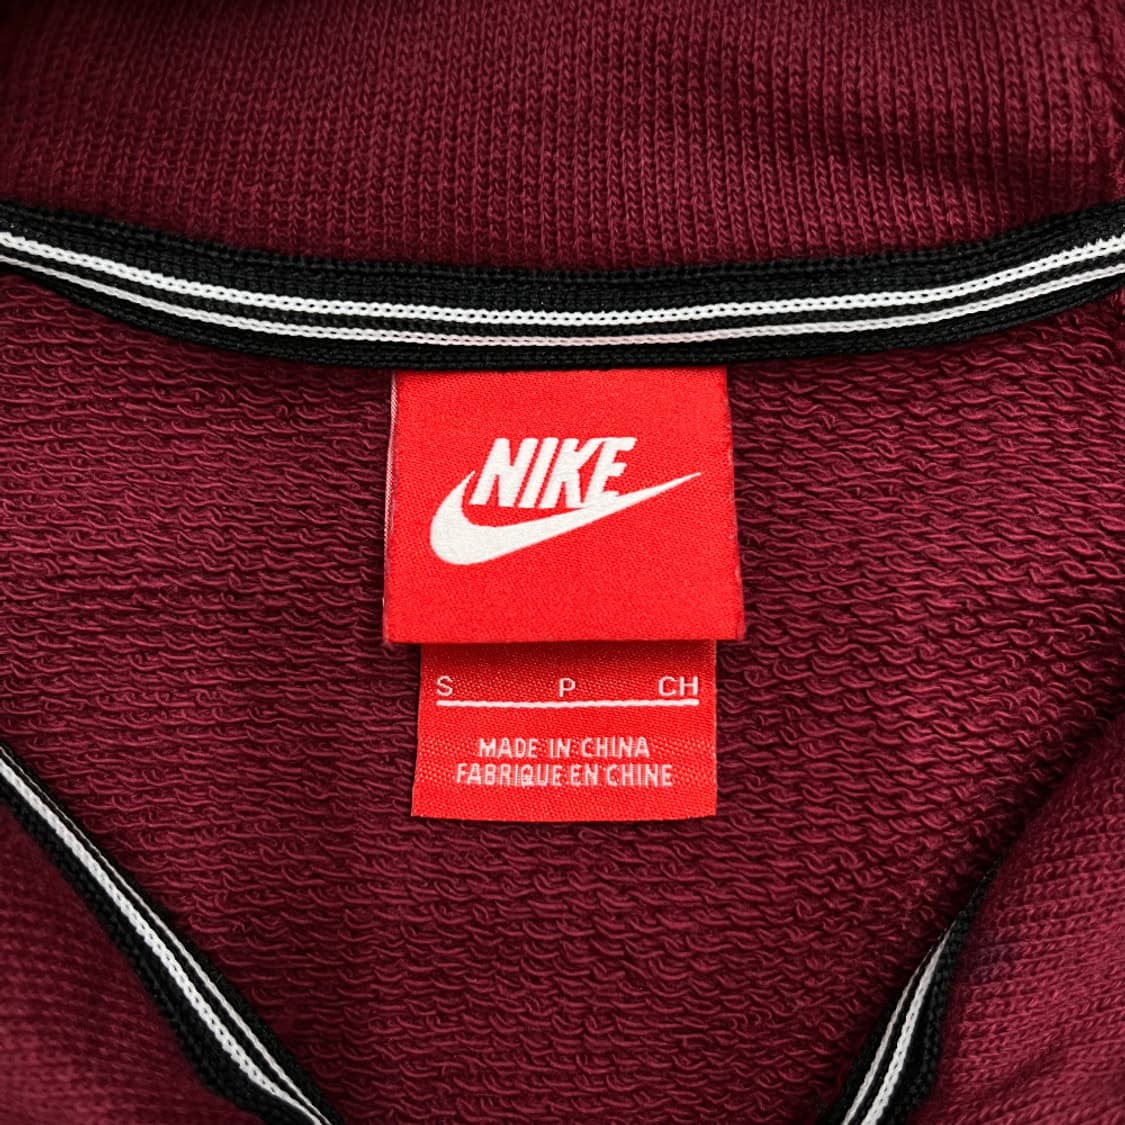 NIKE
S P CH
MADE IN CHINA
FABRIQUE EN CHINE